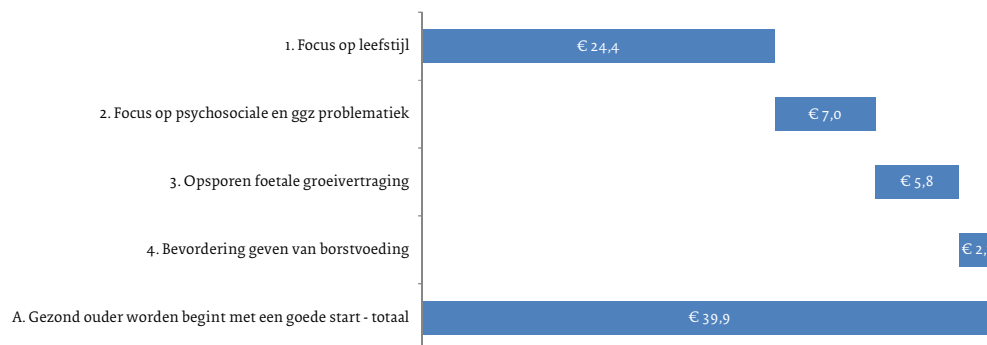 1. Focus op leefstijl
€ 24,4
2. Focus op psychosociale en ggz problematiek
€ 7,0
3. Opsporen foetale groeivertraging
€ 5,8
4. Bevordering geven van borstvoeding
€ 2,
A. Gezond ouder worden begint met een goede start - totaal
€ 39,9